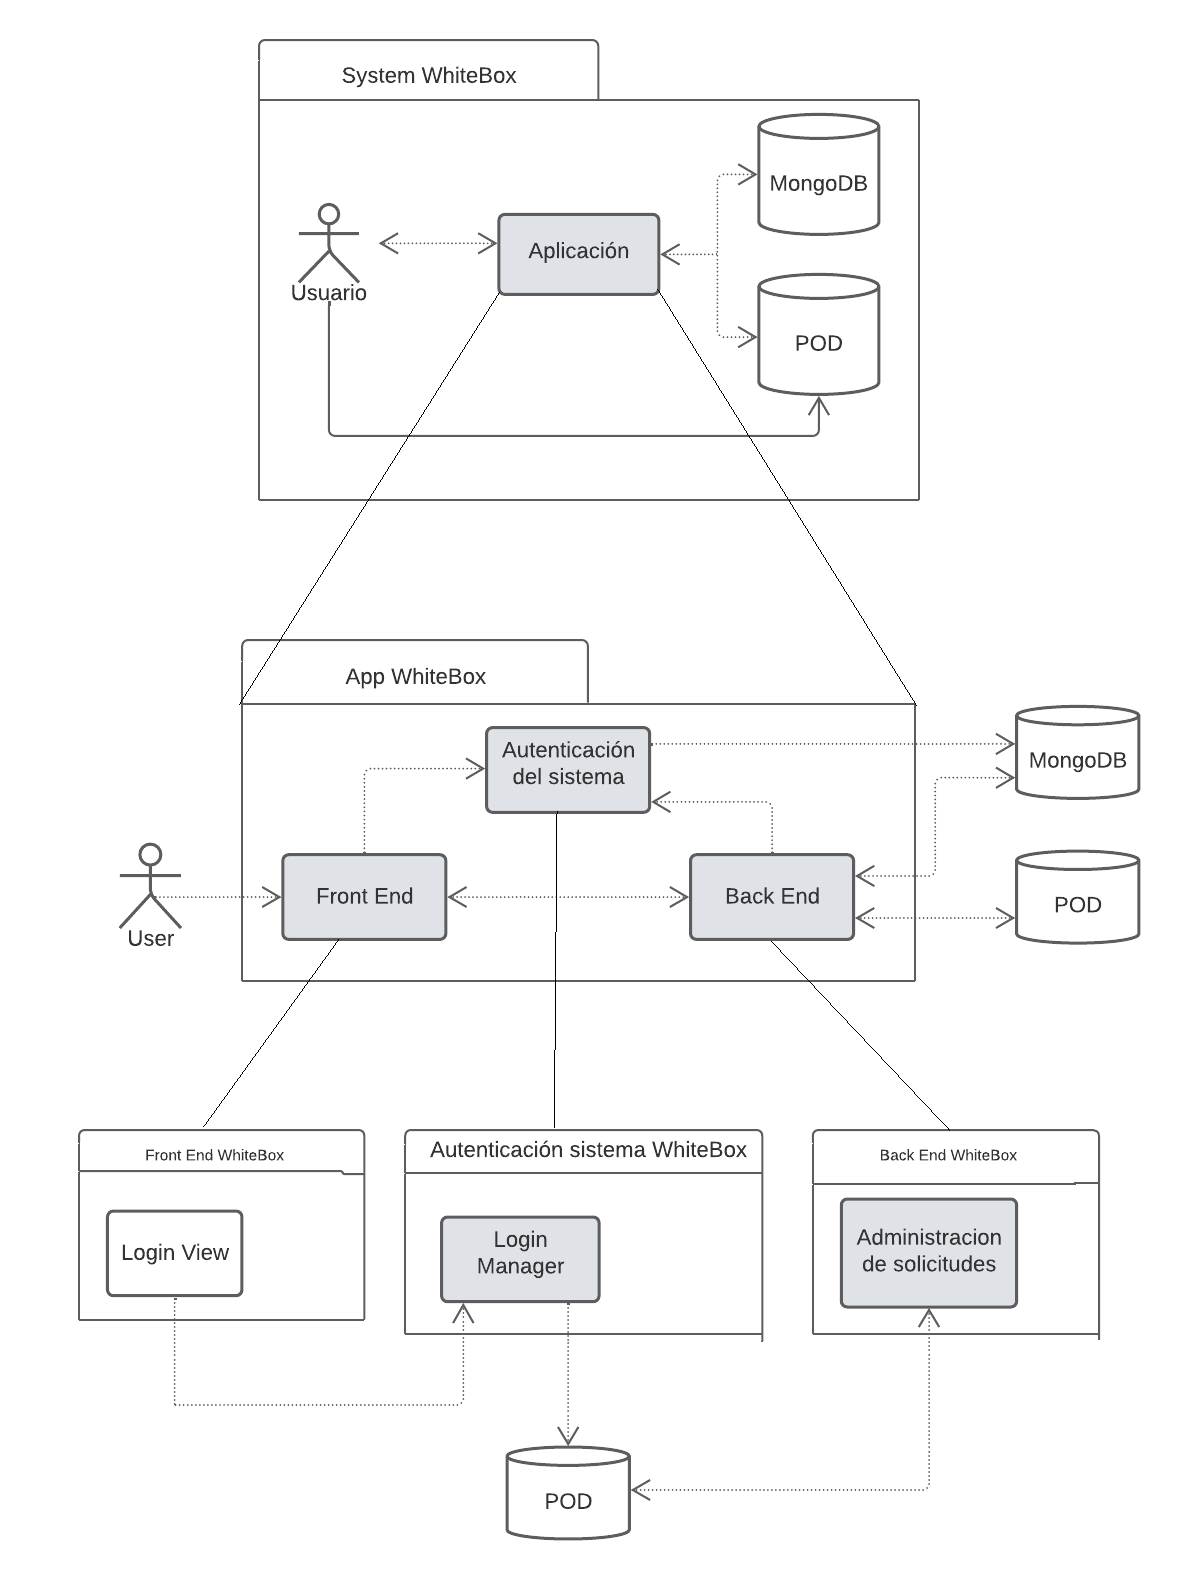 System WhiteBox
MongoDB
Aplicación
Usuario
POD
App WhiteBox
Autenticación
del sistema
MongoDB
Front End
Back End
POD
User
Front End WhiteBox
Autenticación sistema WhiteBox
Back End WhiteBox
Login View
Login
Manager
Administracion
de solicitudes
POD